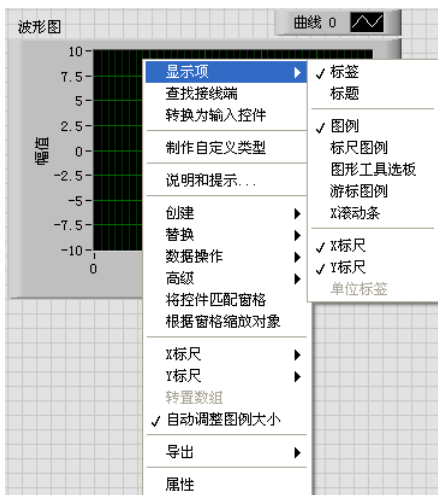 波形图
曲线 0
10
7.5
5
2.5
0
-2.5
-5
-7.5
-10
幅值
0
显示项
查找接线端
转换为输入控件
制作自定义类型
说明和提示...
创建
替换
数据操作
高级
将控件匹配窗格
根据窗格缩放对象
X标尺
Y标尺
转置数组
自动调整图例大小
导出
属性
标签
标题
图例
标尺图例
图形工具选板
游标图例
X滚动条
X标尺
Y标尺
单位标签